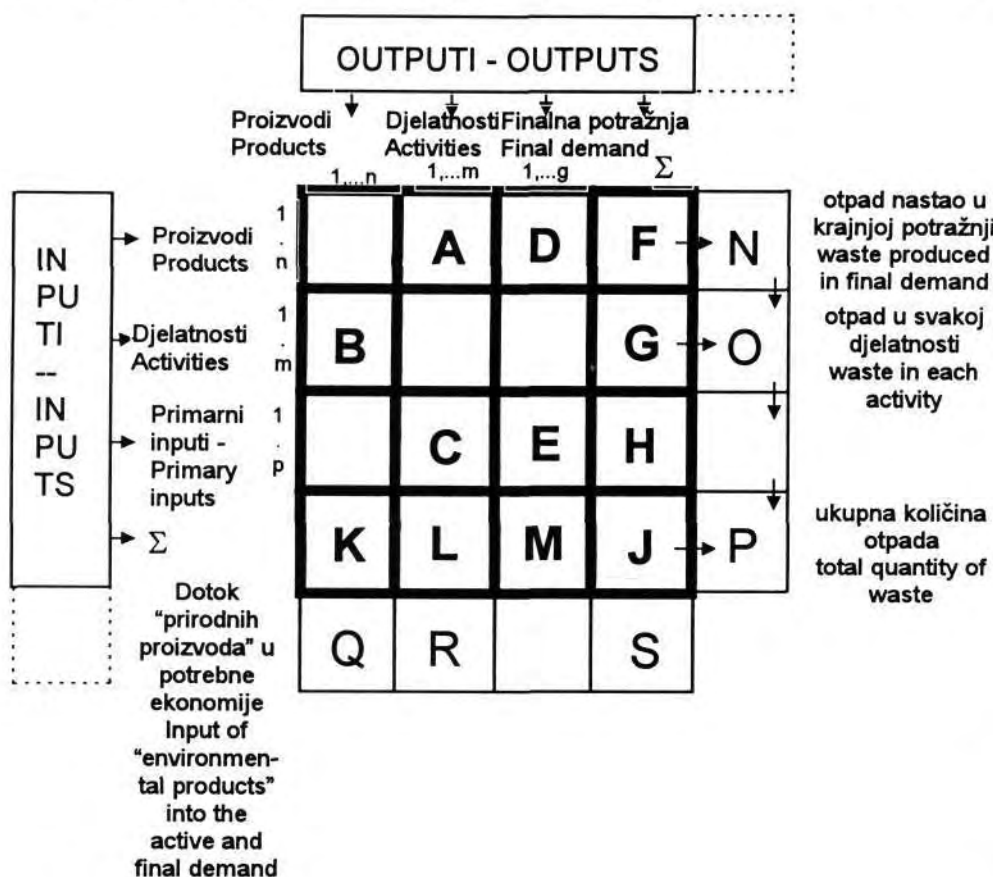 OUTPUTI - OUTPUTS
Proizvodi
Products
1,...n
Djelatnosti
Activities
1,...m
Finalna potražnja
Final demand
1,...g
Σ
IN
PU
TI
--
IN
PU
TS
Proizvodi
Products
1
.
n
A
D
F
N
otpad nastao u
krajnjoj potražnji
waste produced
in final demand
Djelatnosti
Activities
1
.
m
B
G
O
otpad u svakoj
djelatnosti
waste in each
activity
Primarni
inputi -
Primary
inputs
1
.
p
C
E
H
Σ
K
L
M
J
P
ukupna količina
otpada
total quantity of
waste
Dotok
“prirodnih
proizvoda” u
potrebne
ekonomije
Input of
“environmen-
tal products”
into the
active and
final demand
Q
R
S